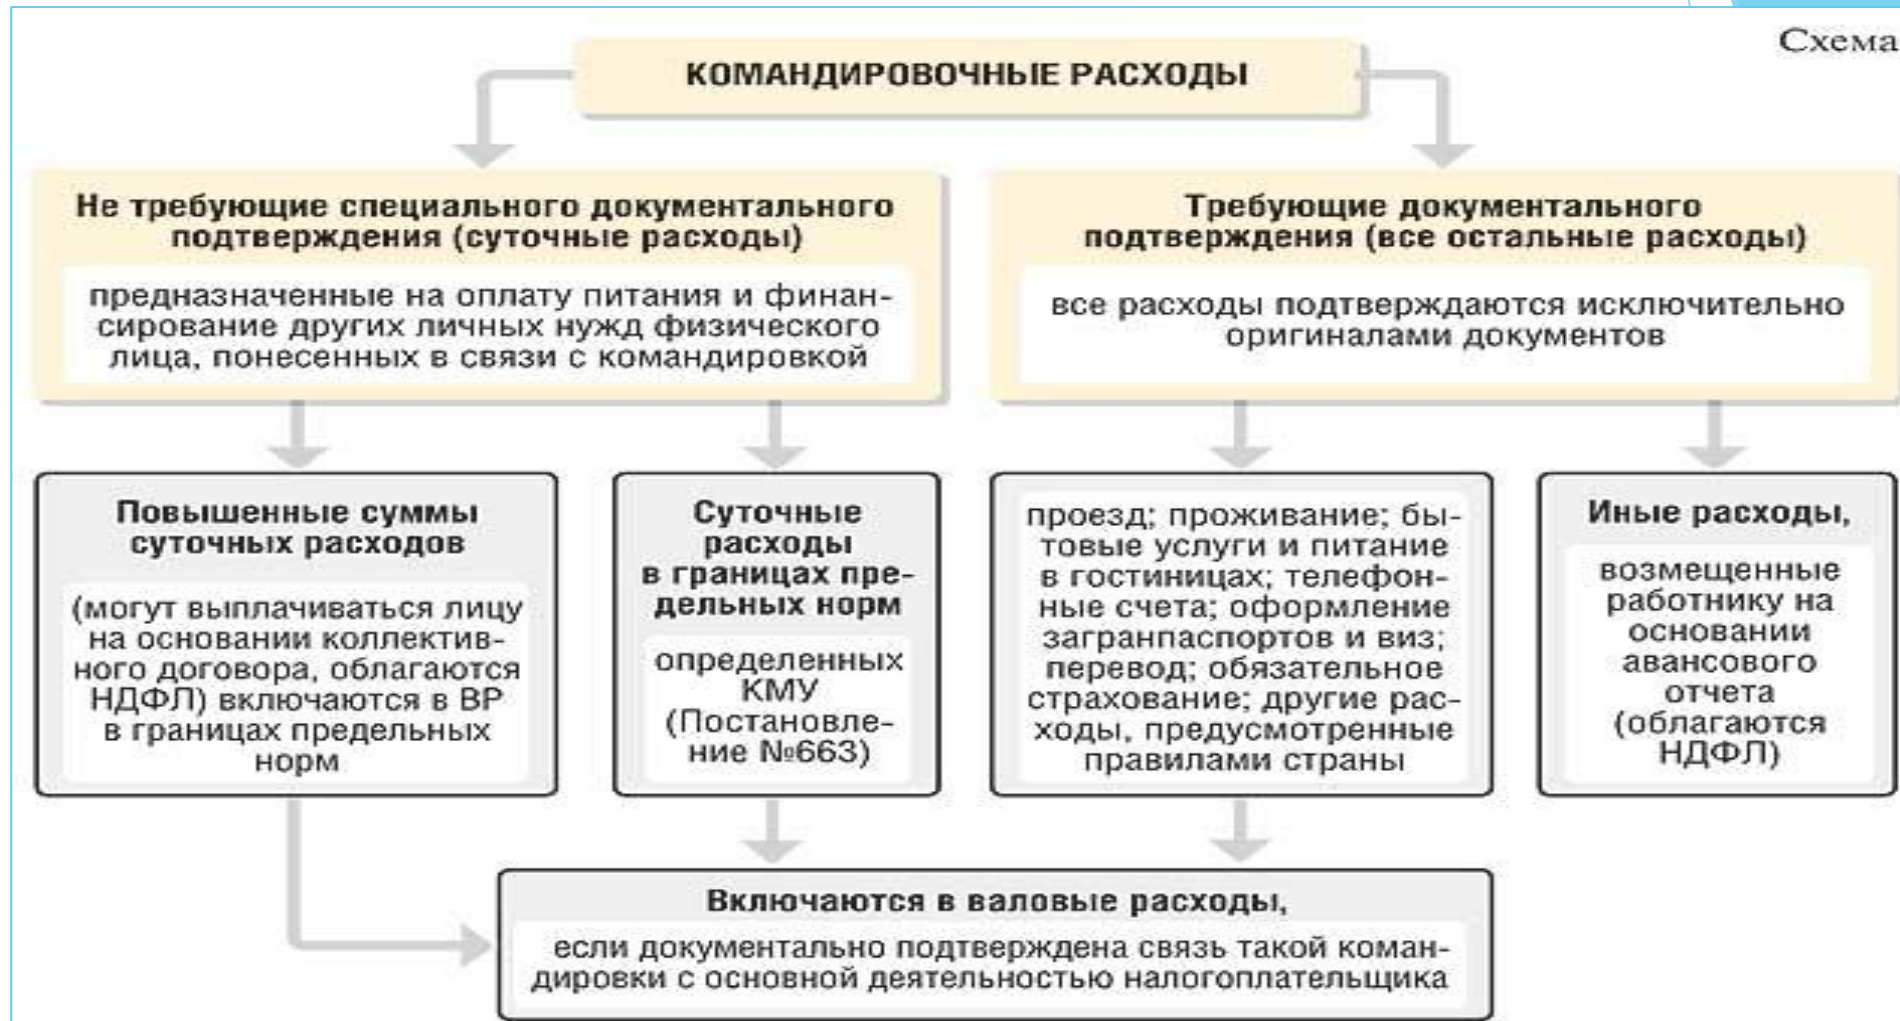 Схема
КОМАНДИРОВОЧНЫЕ РАСХОДЫ
Не требующие специального документального
подтверждения (суточные расходы)
предназначенные на оплату питания и финан-
сирование других личных нужд физического
лица, понесенных в связи с командировкой
Требующие документального
подтверждения (все остальные расходы)
все расходы подтверждаются исключительно
оригиналами документов
Повышенные суммы
суточных расходов
(могут выплачиваться лицу
на основании коллектив-
ного договора, облагаются
НДФЛ) включаются в ВР
в границах предельных
норм
Суточные
расходы
в границах пре-
дельных норм
определенных
КМУ
(Постановле-
ние №663)
проезд; проживание; бы-
товые услуги и питание
в гостиницах; телефон-
ные счета; оформление
загранпаспортов и виз;
перевод; обязательное
страхование; другие рас-
ходы, предусмотренные
правилами страны
Иные расходы,
возмещенные
работнику на
основании
авансового
отчета
(облагаются
НДФЛ)
Включаются в валовые расходы,
если документально подтверждена связь такой коман-
дировки с основной деятельностью налогоплательщика